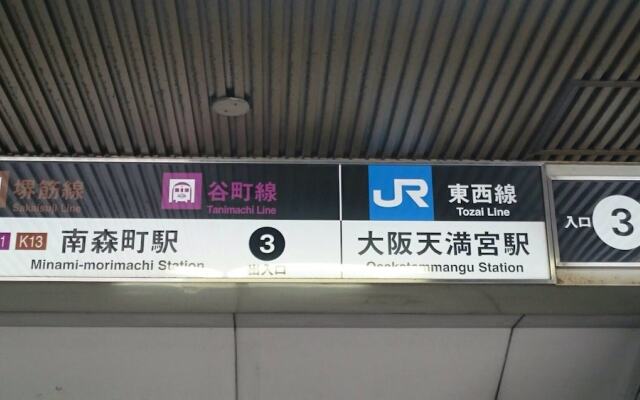 堺筋線
Sakaisuji Line
谷町線
Tanimachi Line
JR 東西線
Tozai Line
1 K13 南森町駅
Minami-morimachi Station
3
出入口
大阪天満宮駅
Osakatemmangu Station
入口 3